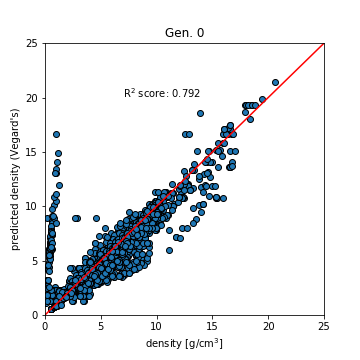 Gen. 0
R² score: 0.792
predicted density (Vegard's)
25
20
15
10
5
0
0 5 10 15 20 25
density [g/cm³]